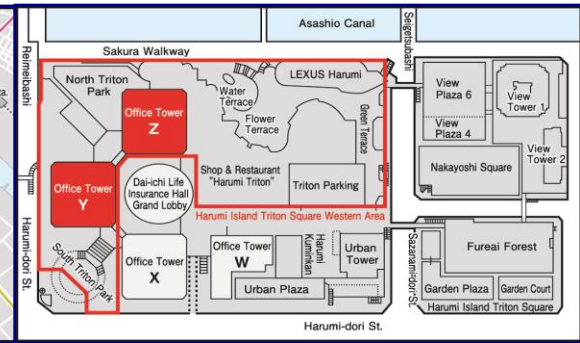 Asashio Canal
Seigetsubashi
Reimeibashi
Sakura Walkway
North Triton
Park
Office Tower
Z
Water
Terrace
Flower
Terrace
LEXUS Harumi
Green Terrace
View
Plaza 6
View
Tower 1
View
Plaza 4
View
Tower 2
Nakayoshi Square
Office Tower
Y
Dai-ichi Life
Insurance Hall
Grand Lobby
Shop & Restaurant
"Harumi Triton"
Triton Parking
Harumi Island Triton Square Western Area
Harumi-dori St.
South Triton Park
Office Tower
X
Office Tower
W
Harumi
Kuminkan
Urban
Tower
Urban Plaza
Sazanami-dori St.
Fureai Forest
Garden Plaza
Garden Court
Harumi Island Triton Square
Harumi-dori St.